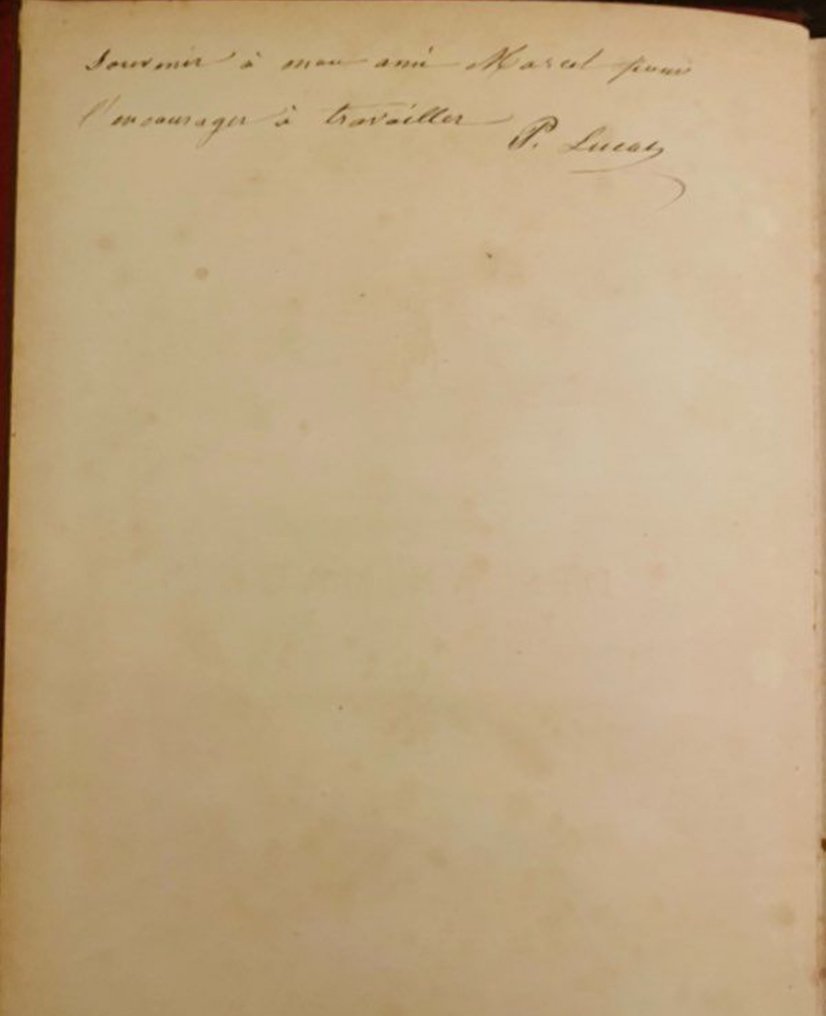 Souvenir à mon ami Marcel pour
l'encourager à travailler P. Lucas